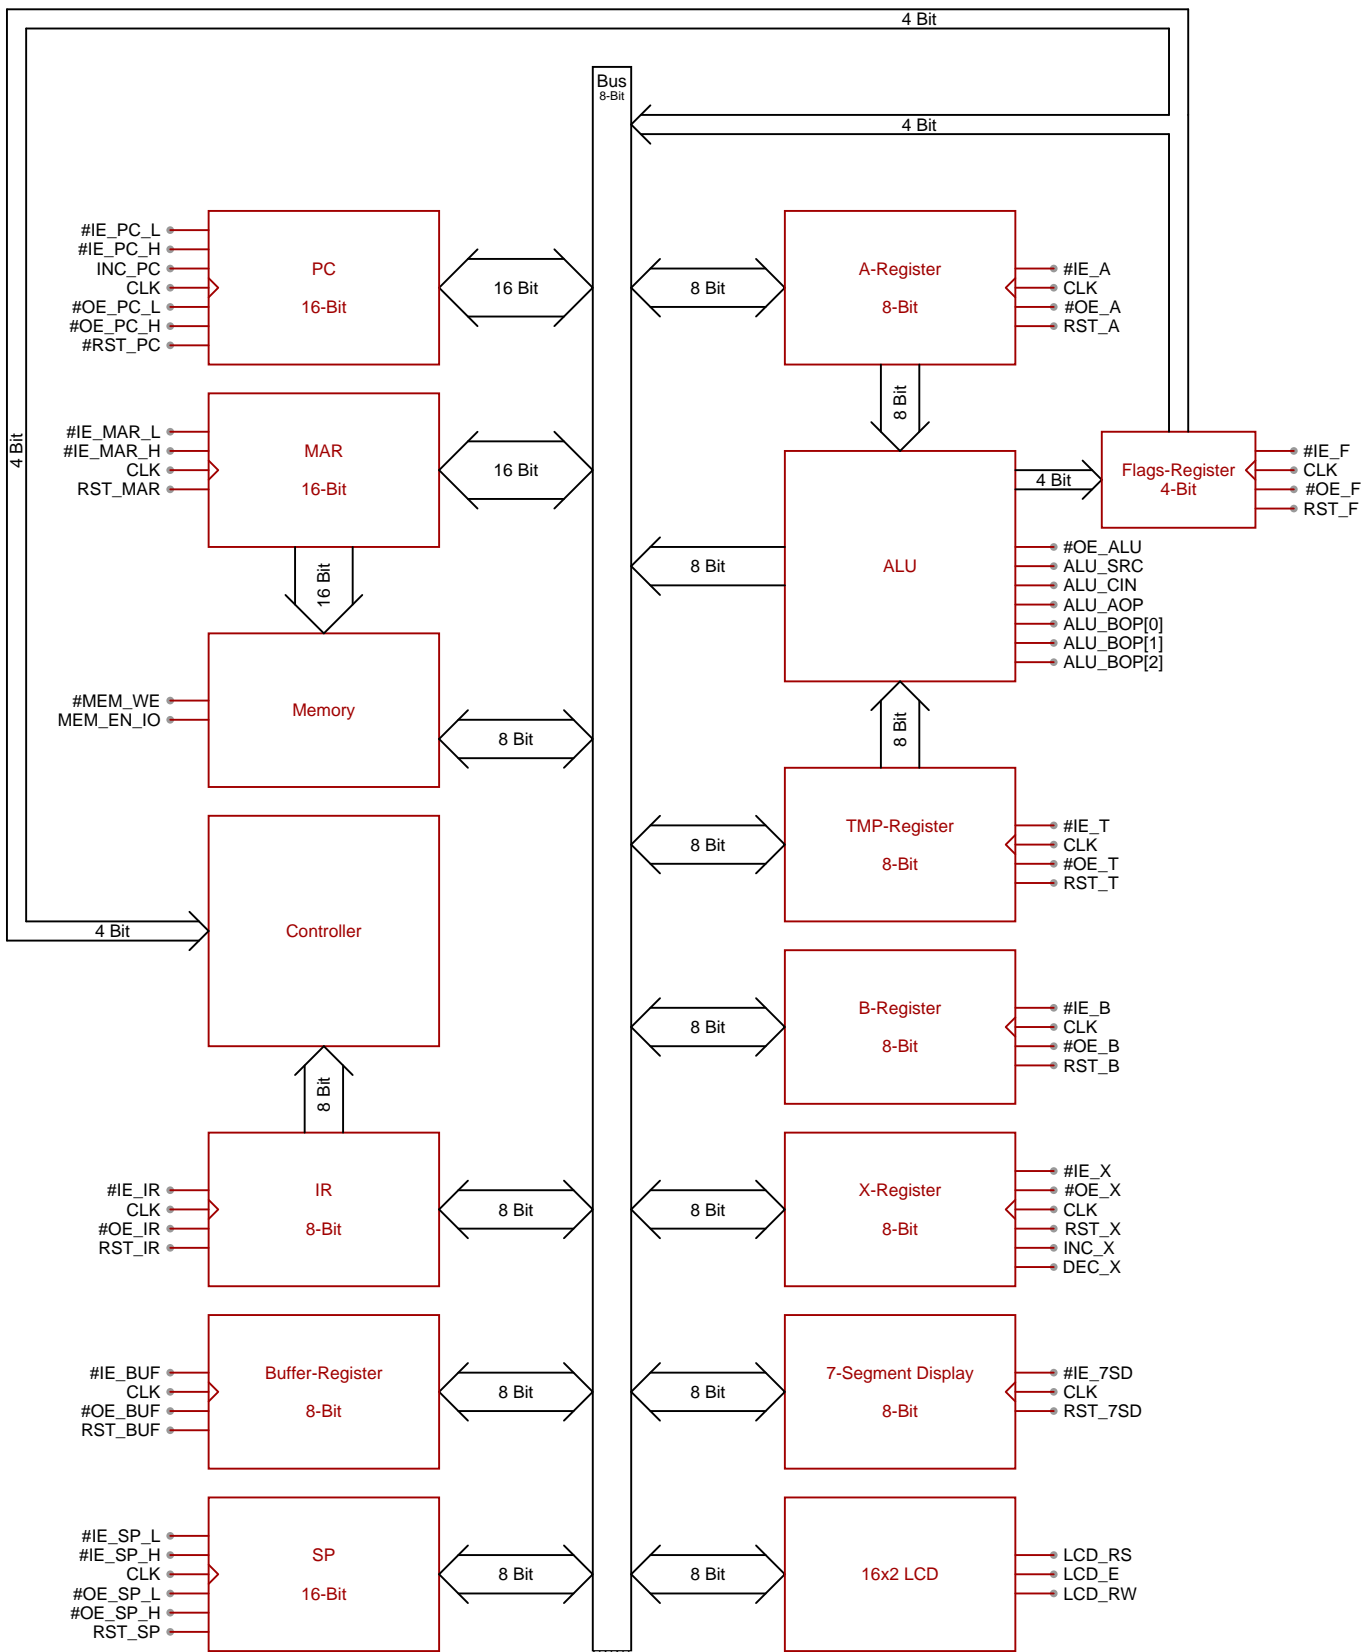 4 Bit
Bus
8-Bit
4 Bit
#IE_PC_L
#IE_PC_H
INC_PC
CLK
#OE_PC_L
#OE_PC_H
#RST_PC
PC
16-Bit
16 Bit
8 Bit
A-Register
8-Bit
#IE_A
CLK
#OE_A
RST_A
8 Bit
4 Bit
#IE_MAR_L
#IE_MAR_H
CLK
RST_MAR
MAR
16-Bit
16 Bit
16 Bit
4 Bit
Flags-Register
4-Bit
#IE_F
CLK
#OE_F
RST_F
8 Bit
ALU
#OE_ALU
ALU_SRC
ALU_CIN
ALU_AOP
ALU_BOP[0]
ALU_BOP[1]
ALU_BOP[2]
#MEM_WE
MEM_EN_IO
Memory
8 Bit
8 Bit
8 Bit
TMP-Register
8-Bit
#IE_T
CLK
#OE_T
RST_T
4 Bit
Controller
8 Bit
8 Bit
B-Register
8-Bit
#IE_B
CLK
#OE_B
RST_B
#IE_IR
CLK
#OE_IR
RST_IR
IR
8-Bit
8 Bit
8 Bit
X-Register
8-Bit
#IE_X
#OE_X
CLK
RST_X
INC_X
DEC_X
#IE_BUF
CLK
#OE_BUF
RST_BUF
Buffer-Register
8-Bit
8 Bit
8 Bit
7-Segment Display
8-Bit
#IE_7SD
CLK
RST_7SD
#IE_SP_L
#IE_SP_H
CLK
#OE_SP_L
#OE_SP_H
RST_SP
SP
16-Bit
8 Bit
8 Bit
16x2 LCD
LCD_RS
LCD_E
LCD_RW